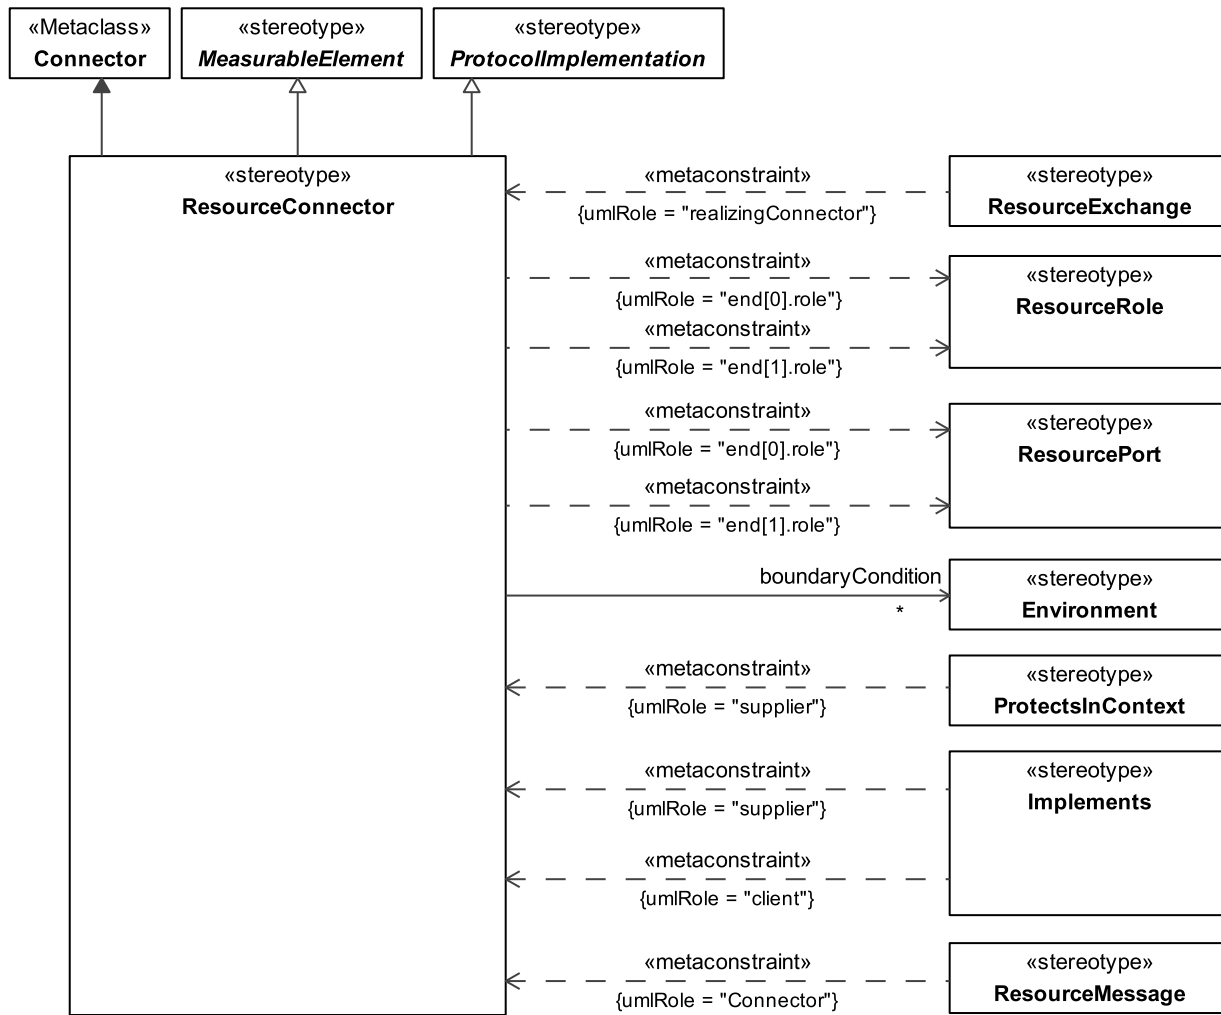 «Metaclass»
Connector
«stereotype»
MeasurableElement
«stereotype»
ProtocolImplementation
«stereotype»
ResourceConnector
«metaconstraint»
{umlRole = "realizingConnector"}
«stereotype»
ResourceExchange
«metaconstraint»
{umlRole = "end[0].role"}
«metaconstraint»
{umlRole = "end[1].role"}
«stereotype»
ResourceRole
«metaconstraint»
{umlRole = "end[0].role"}
«metaconstraint»
{umlRole = "end[1].role"}
«stereotype»
ResourcePort
boundaryCondition
*
«stereotype»
Environment
«metaconstraint»
{umlRole = "supplier"}
«stereotype»
ProtectsInContext
«metaconstraint»
{umlRole = "supplier"}
«metaconstraint»
{umlRole = "client"}
«stereotype»
Implements
«metaconstraint»
{umlRole = "Connector"}
«stereotype»
ResourceMessage